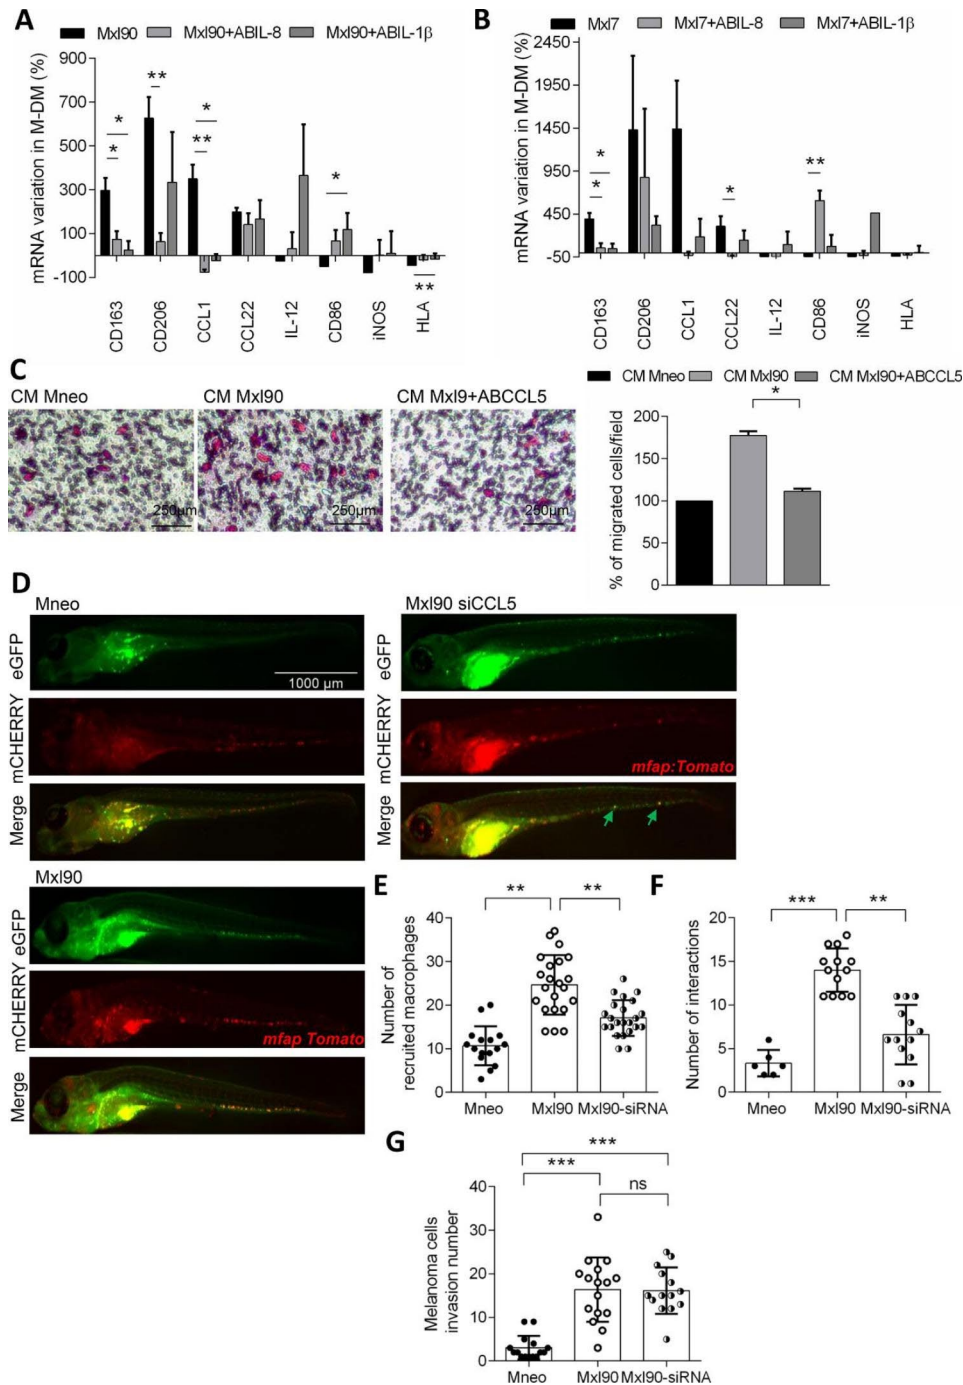 A
Mxl90 Mxl90+ABIL-8 Mxl90+ABIL-1β
mRNA variation in M-DM (%)
900
700
500
300
100
-100
CD163
CD206
CCL1
CCL22
IL-12
CD86
iNOS
HLA
*
*
**
*
**
*
**
B
Mxl7 Mxl7+ABIL-8 Mxl7+ABIL-1β
mRNA variation in M-DM (%)
2450
1950
1450
950
450
-50
CD163
CD206
CCL1
CCL22
IL-12
CD86
iNOS
HLA
*
*
*
**
C
CM Mneo
250µm
CM Mxl90
250µm
CM Mxl9+ABCCL5
250µm
CM Mneo CM Mxl90 CM Mxl90+ABCCL5
% of migrated cells/field
200
150
100
50
0
*
D
Mneo
eGFP
1000 µm
mCHERRY
Merge
Mxl90 siCCL5
eGFP
mCHERRY
mfap:Tomato
Merge
Mxl90
eGFP
mCHERRY
mfap Tomato
Merge
E
Number of
recruited macrophages
40
30
20
10
0
** **
Mneo Mxl90 Mxl90-siRNA
F
Number of interactions
20
15
10
5
0
*** **
Mneo Mxl90 Mxl90-siRNA
G
Melanoma cells
invasion number
40
30
20
10
0
***
***
ns
Mneo Mxl90 Mxl90-siRNA